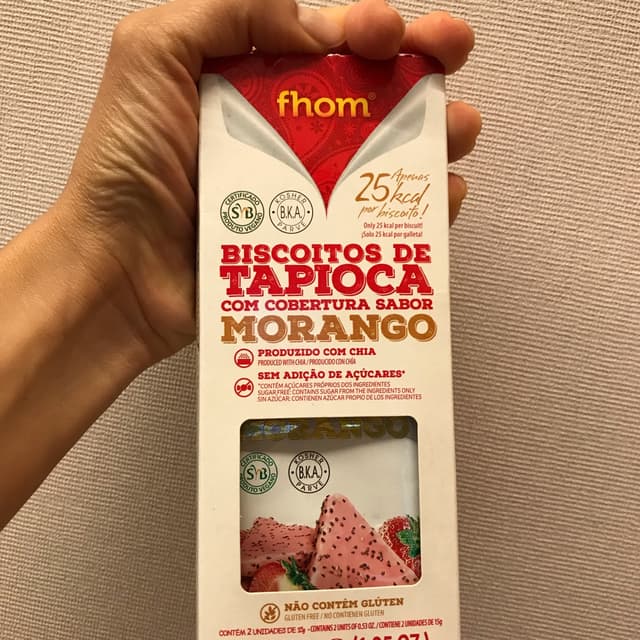 fhom®
25 kcal
Apenas
por biscoito!
Only 25 kcal per biscuit!
¡Solo 25 kcal por galleta!
CERTIFICADO
SVB
PRODUTO VEGANO
KOSHER
B.K.A.
PARVE
BISCOITOS DE
TAPIOCA
COM COBERTURA SABOR
MORANGO
PRODUZIDO COM CHIA
PRODUCED WITH CHIA / PRODUCIDO CON CHÍA
SEM ADIÇÃO DE AÇÚCARES*
*CONTÉM AÇÚCARES PRÓPRIOS DOS INGREDIENTES
SUGAR FREE: CONTAINS SUGAR FROM THE INGREDIENTS ONLY
SIN AZÚCAR: CONTIENEN AZÚCAR PROPIO DE LOS INGREDIENTES
MORANGO
CERTIFICADO
SVB
PRODUTO VEGANO
KOSHER
B.K.A.
PARVE
NÃO CONTÉM GLÚTEN
GLUTEN FREE / NO CONTIENEN GLUTEN
CONTÉM 2 UNIDADES DE 15g - CONTAINS 2 UNITS OF 0.53 OZ. / CONTIENE 2 UNIDADES DE 15g